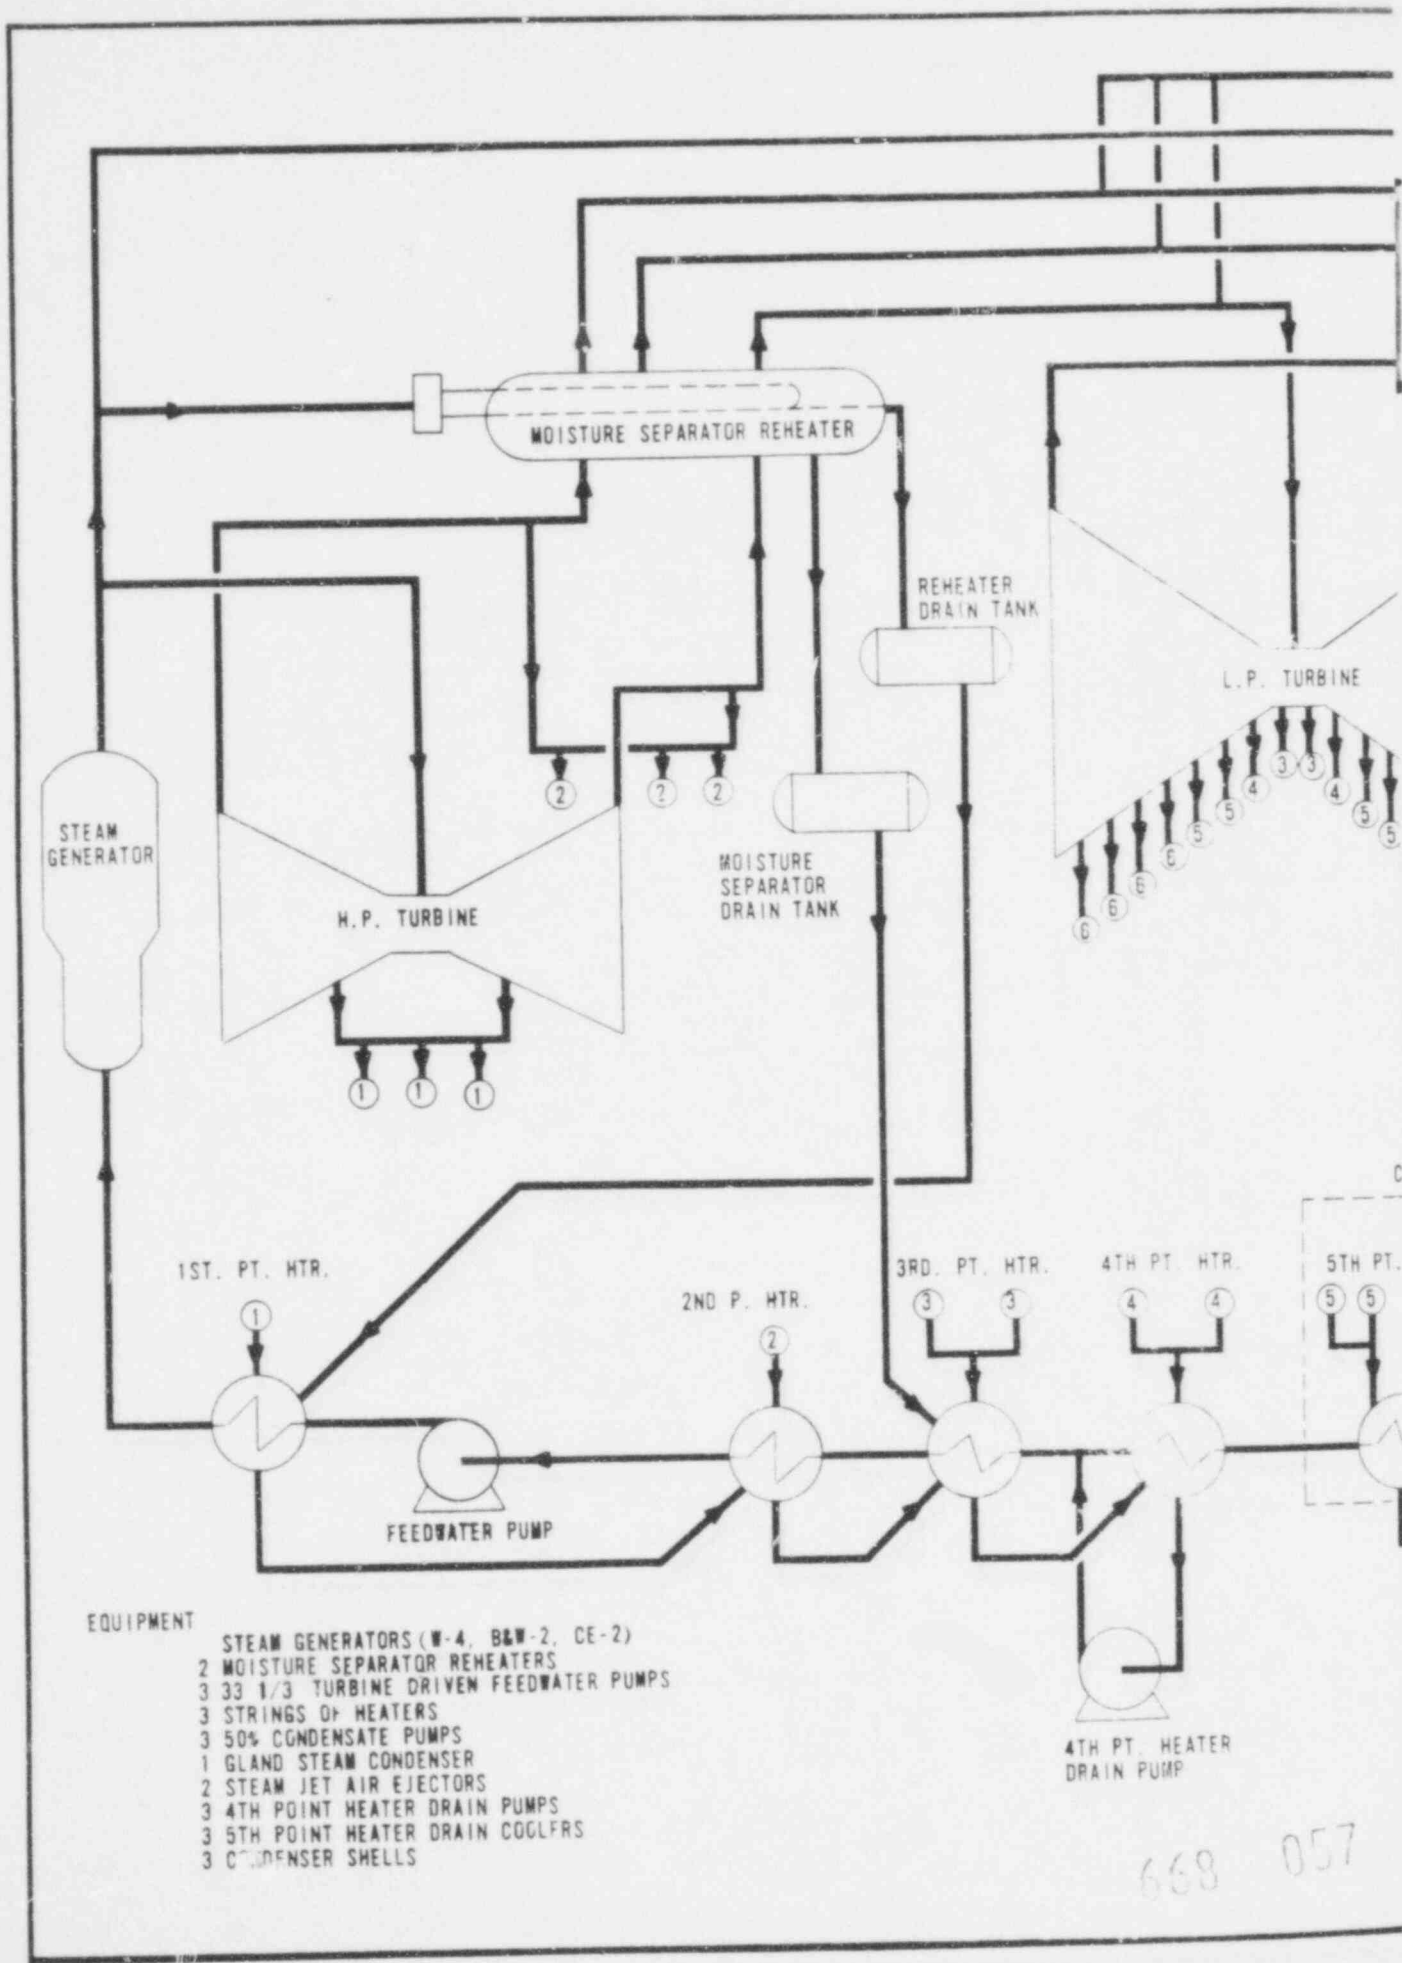 MOISTURE SEPARATOR REHEATER
REHEATER
DRAIN TANK
L.P. TURBINE
3
3
4
4
5
5
5
5
6
6
6
6
2
2
2
STEAM
GENERATOR
MOISTURE
SEPARATOR
DRAIN TANK
H.P. TURBINE
1
1
1
C
1ST. PT. HTR.
1
2ND P. HTR.
2
3RD. PT. HTR.
3
3
4TH PT. HTR.
4
4
5TH PT.
5
5
FEEDWATER PUMP
4TH PT. HEATER
DRAIN PUMP
EQUIPMENT
STEAM GENERATORS (W-4, B&W-2, CE-2)
2 MOISTURE SEPARATOR REHEATERS
3 33 1/3 TURBINE DRIVEN FEEDWATER PUMPS
3 STRINGS OF HEATERS
3 50% CONDENSATE PUMPS
1 GLAND STEAM CONDENSER
2 STEAM JET AIR EJECTORS
3 4TH POINT HEATER DRAIN PUMPS
3 5TH POINT HEATER DRAIN COOLERS
3 CONDENSER SHELLS
668 057